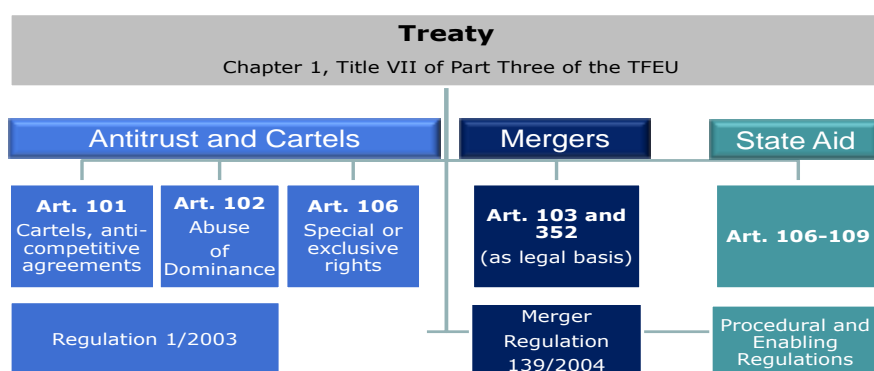 Treaty
Chapter 1, Title VII of Part Three of the TFEU
Antitrust and Cartels
Mergers
State Aid
Art. 101
Cartels, anti-
competitive
agreements
Art. 102
Abuse
of
Dominance
Art. 106
Special or
exclusive
rights
Art. 103 and
352
(as legal basis)
Art. 106-109
Regulation 1/2003
Merger
Regulation
139/2004
Procedural and
Enabling
Regulations